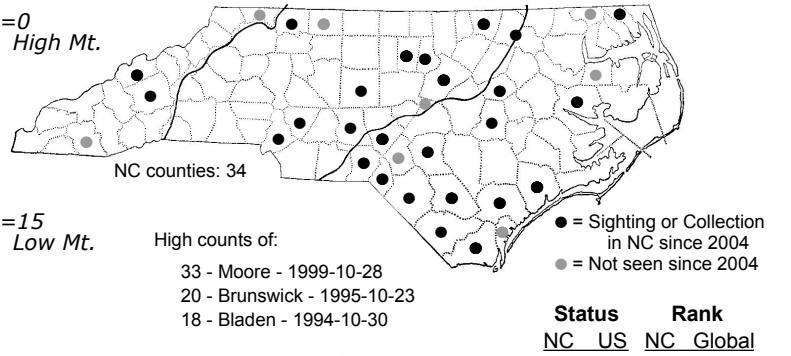 =0
High Mt.
NC counties: 34
=15
Low Mt.
High counts of:
33 - Moore - 1999-10-28
20 - Brunswick - 1995-10-23
18 - Bladen - 1994-10-30
= Sighting or Collection
in NC since 2004
= Not seen since 2004
Status Rank
NC US NC Global